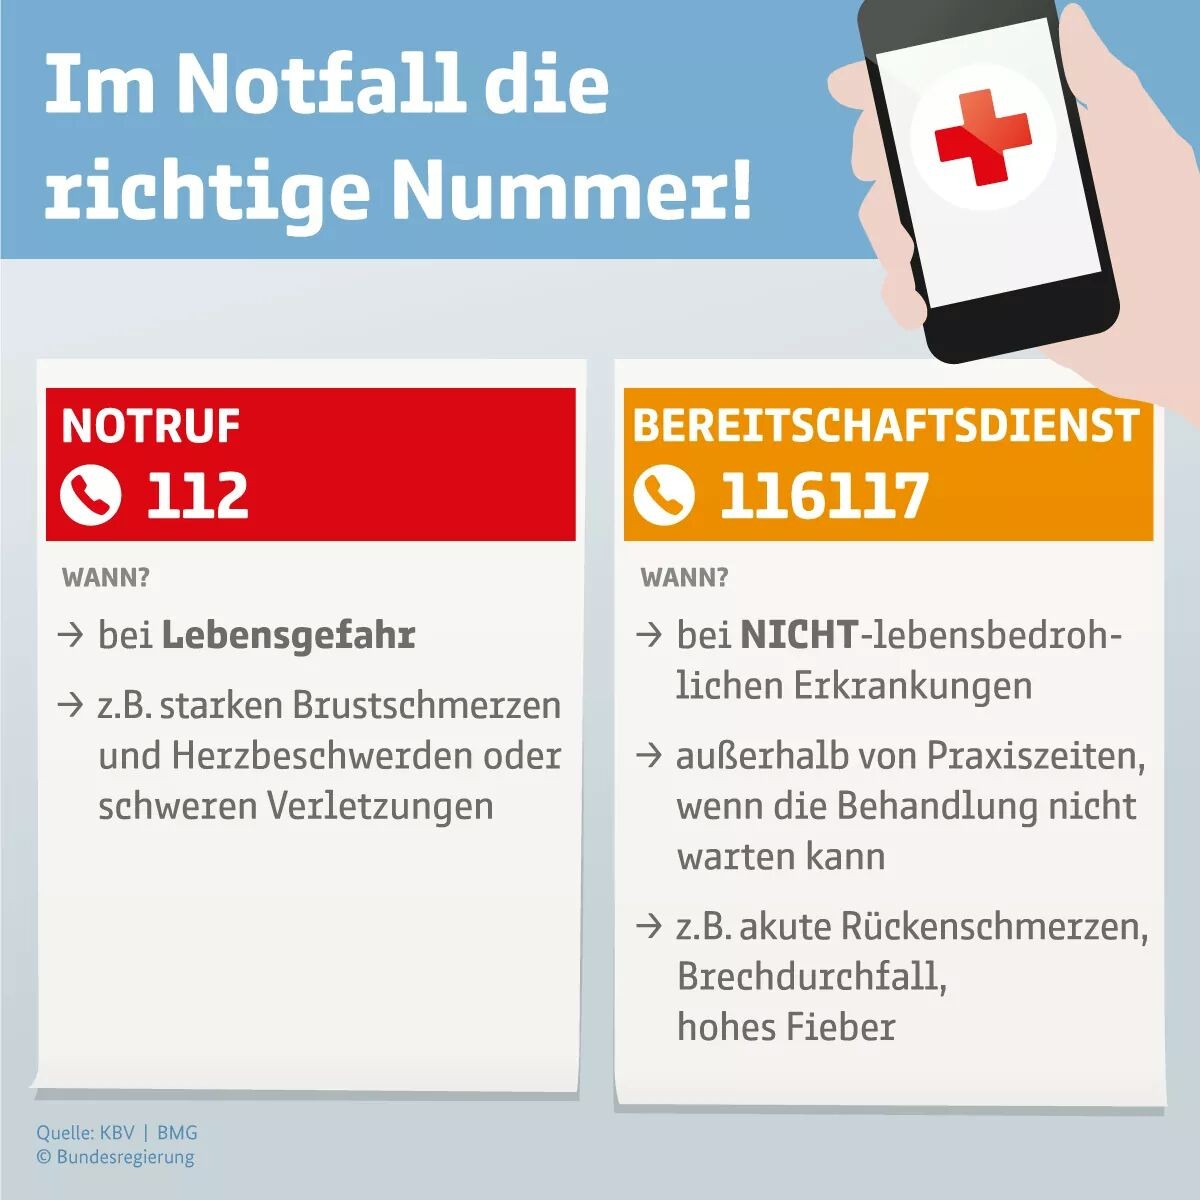 Im Notfall die
richtige Nummer!
NOTRUF
112
WANN?
→ bei Lebensgefahr
→ z.B. starken Brustschmerzen
und Herzbeschwerden oder
schweren Verletzungen
BEREITSCHAFTSDIENST
116117
WANN?
→ bei NICHT-lebensbedroh-
lichen Erkrankungen
→ außerhalb von Praxiszeiten,
wenn die Behandlung nicht
warten kann
→ z.B. akute Rückenschmerzen,
Brechdurchfall,
hohes Fieber
Quelle: KBV | BMG
© Bundesregierung